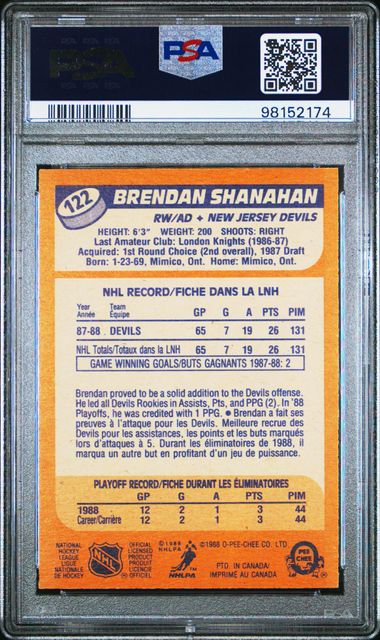 PSA
PSA
98152174
122
BRENDAN SHANAHAN
RW/AD + NEW JERSEY DEVILS
HEIGHT: 6'3" WEIGHT: 200 SHOOTS: RIGHT
Last Amateur Club: London Knights (1986-87)
Acquired: 1st Round Choice (2nd overall), 1987 Draft
Born: 1-23-69, Mimico, Ont. Home: Mimico, Ont.
NHL RECORD/FICHE DANS LA LNH
Year Team GP G A PTS PIM
Année Équipe
87-88 DEVILS 65 7 19 26 131
NHL Totals/Totaux dans la LNH 65 7 19 26 131
GAME WINNING GOALS/BUTS GAGNANTS 1987-88: 2
Brendan proved to be a solid addition to the Devils offense.
He led all Devils Rookies in Assists, Pts, and PPG (2). In '88
Playoffs, he was credited with 1 PPG. • Brendan a fait ses
preuves à l'attaque pour les Devils. Meilleure recrue des
Devils pour les assistances, les points et les buts marqués
lors d'attaques à 5. Durant les éliminatoires de 1988, il
marqua un autre but en profitant d'un jeu de puissance.
PLAYOFF RECORD/FICHE DURANT LES ÉLIMINATOIRES
GP G A PTS PIM
1988 12 2 1 3 44
Career/Carrière 12 2 1 3 44
NATIONAL
HOCKEY
LEAGUE
LIGUE
NATIONALE
DE HOCKEY
NHL
OFFICIAL
LICENSED
PRODUCT
PRODUIT
OFFICIEL
AUTORISÉ
© 1988
NHLPA
NHLPA
© 1988 O-PEE-CHEE CO. LTD.
PTD. IN CANADA/
IMPRIMÉ AU CANADA
O
PEE
CHEE